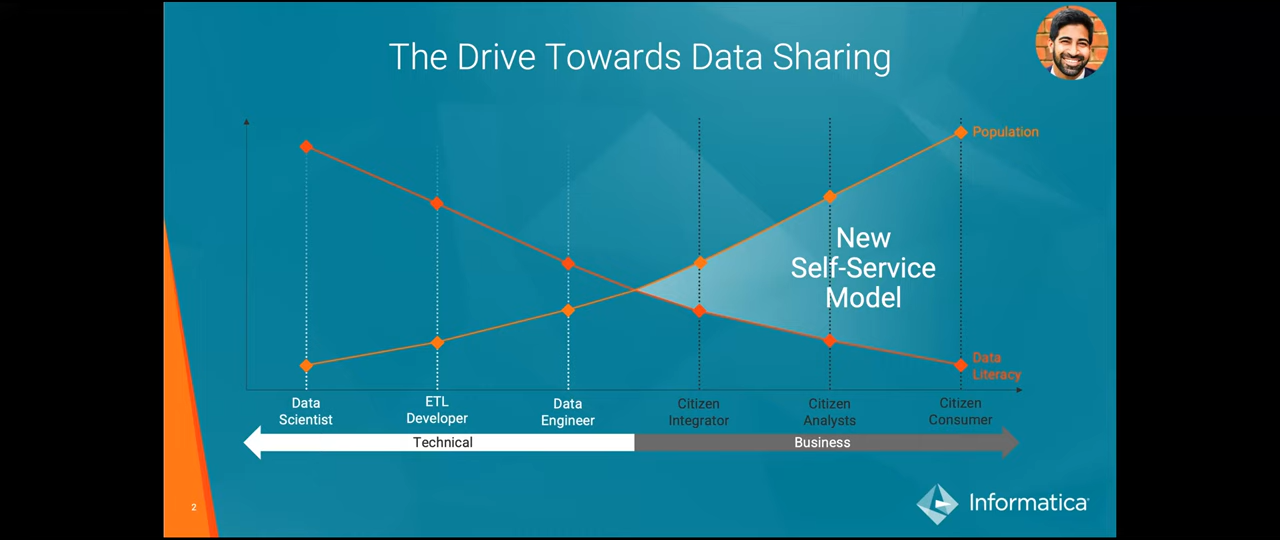 The Drive Towards Data Sharing
Population
New
Self-Service
Model
Data
Literacy
Data
Scientist
ETL
Developer
Data
Engineer
Citizen
Integrator
Citizen
Analysts
Citizen
Consumer
Technical
Business
2
Informatica